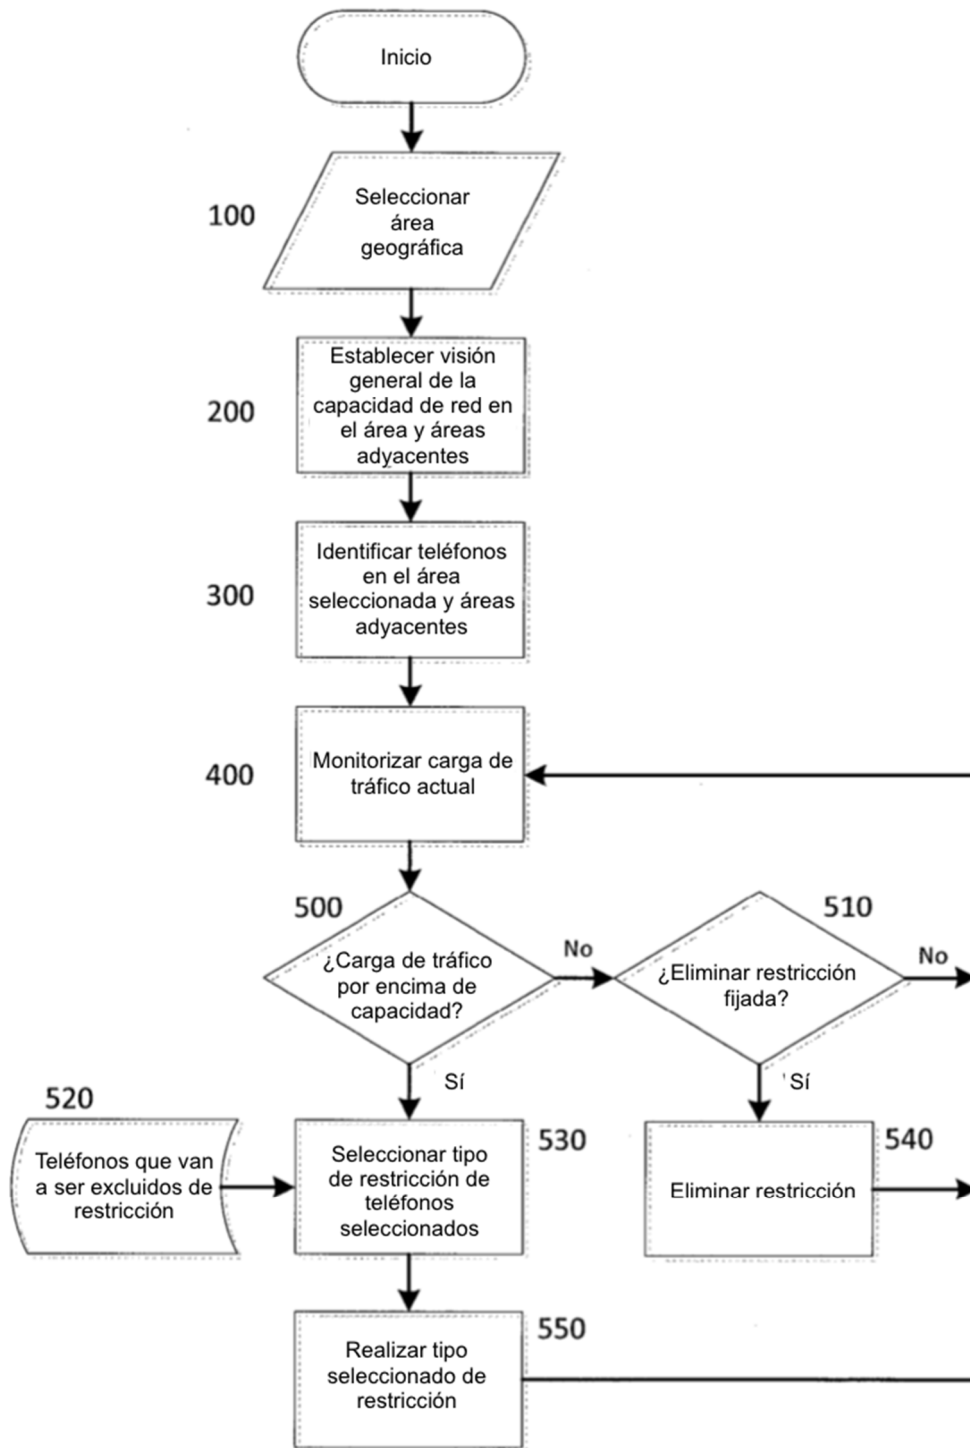 Inicio
100
Seleccionar
área
geográfica
200
Establecer visión
general de la
capacidad de red en
el área y áreas
adyacentes
300
Identificar teléfonos
en el área
seleccionada y áreas
adyacentes
400
Monitorizar carga de
tráfico actual
500
¿Carga de tráfico
por encima de
capacidad?
No
510
¿Eliminar restricción
fijada?
No
Sí
Sí
520
Teléfonos que van
a ser excluidos de
restricción
Seleccionar tipo
de restricción de
teléfonos
seleccionados
530
Eliminar restricción
540
Realizar tipo
seleccionado de
restricción
550